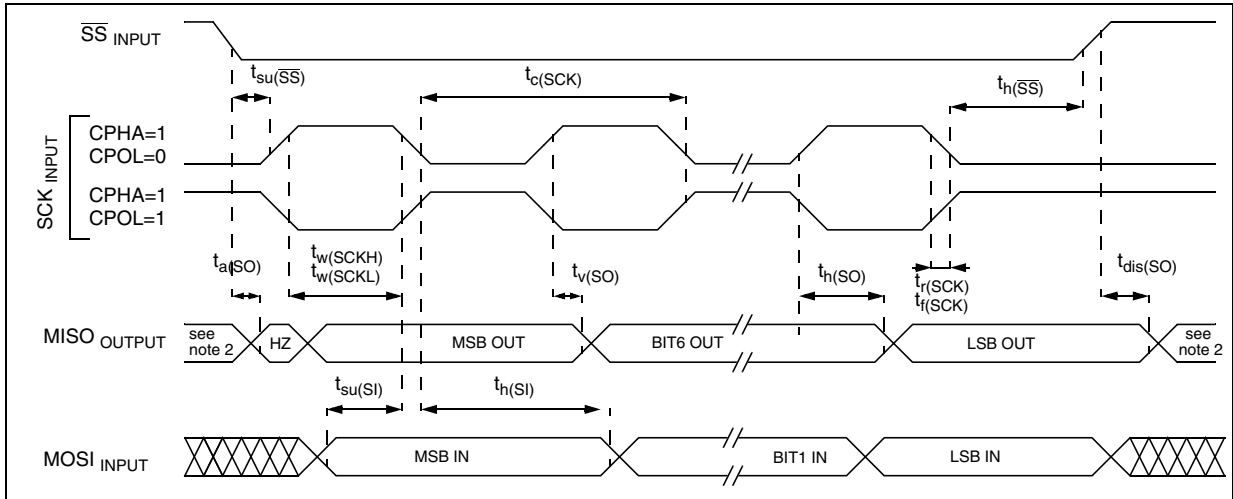 SS INPUT
tsu(SS)
tc(SCK)
th(SS)
SCK INPUT
CPHA=1
CPOL=0
CPHA=1
CPOL=1
ta(SO)
tw(SCKH)
tw(SCKL)
tv(SO)
th(SO)
tr(SCK)
tf(SCK)
tdis(SO)
MISO OUTPUT
see
note 2
HZ
MSB OUT
BIT6 OUT
LSB OUT
see
note 2
tsu(SI)
th(SI)
MOSI INPUT
MSB IN
BIT1 IN
LSB IN